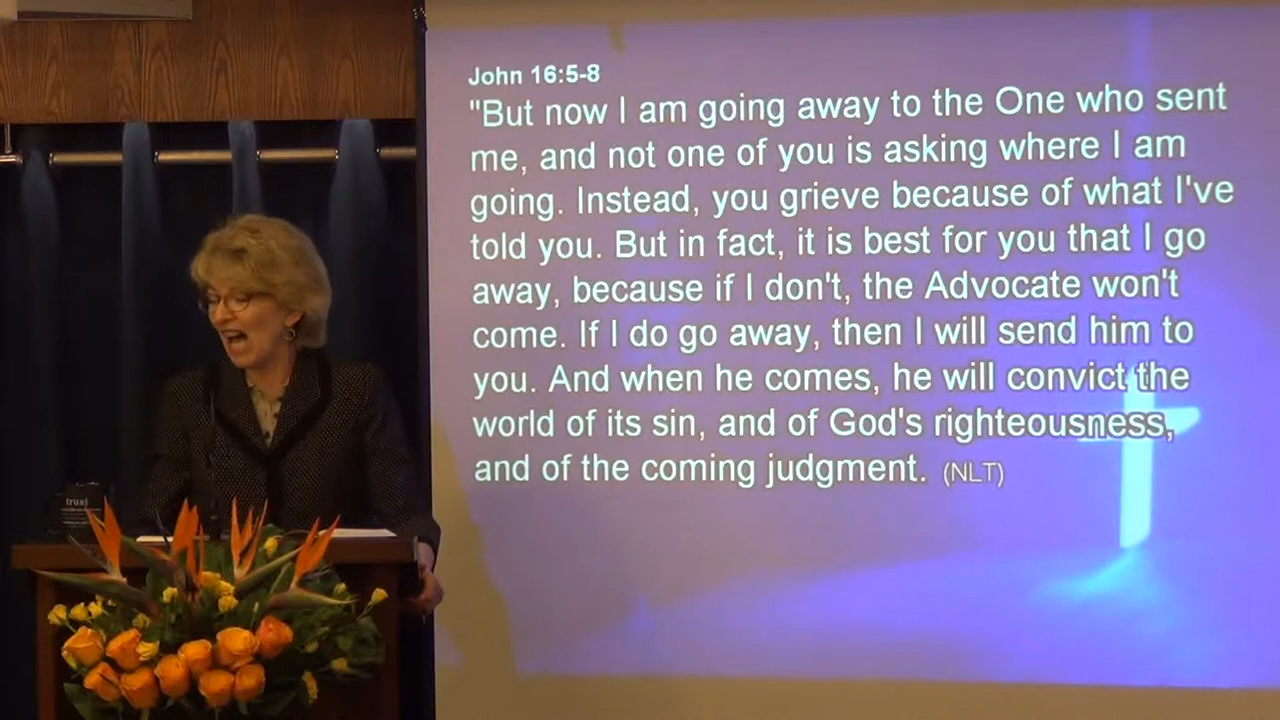 John 16:5-8
"But now I am going away to the One who sent
me, and not one of you is asking where I am
going. Instead, you grieve because of what I've
told you. But in fact, it is best for you that I go
away, because if I don't, the Advocate won't
come. If I do go away, then I will send him to
you. And when he comes, he will convict the
world of its sin, and of God's righteousness,
and of the coming judgment. (NLT)
trust